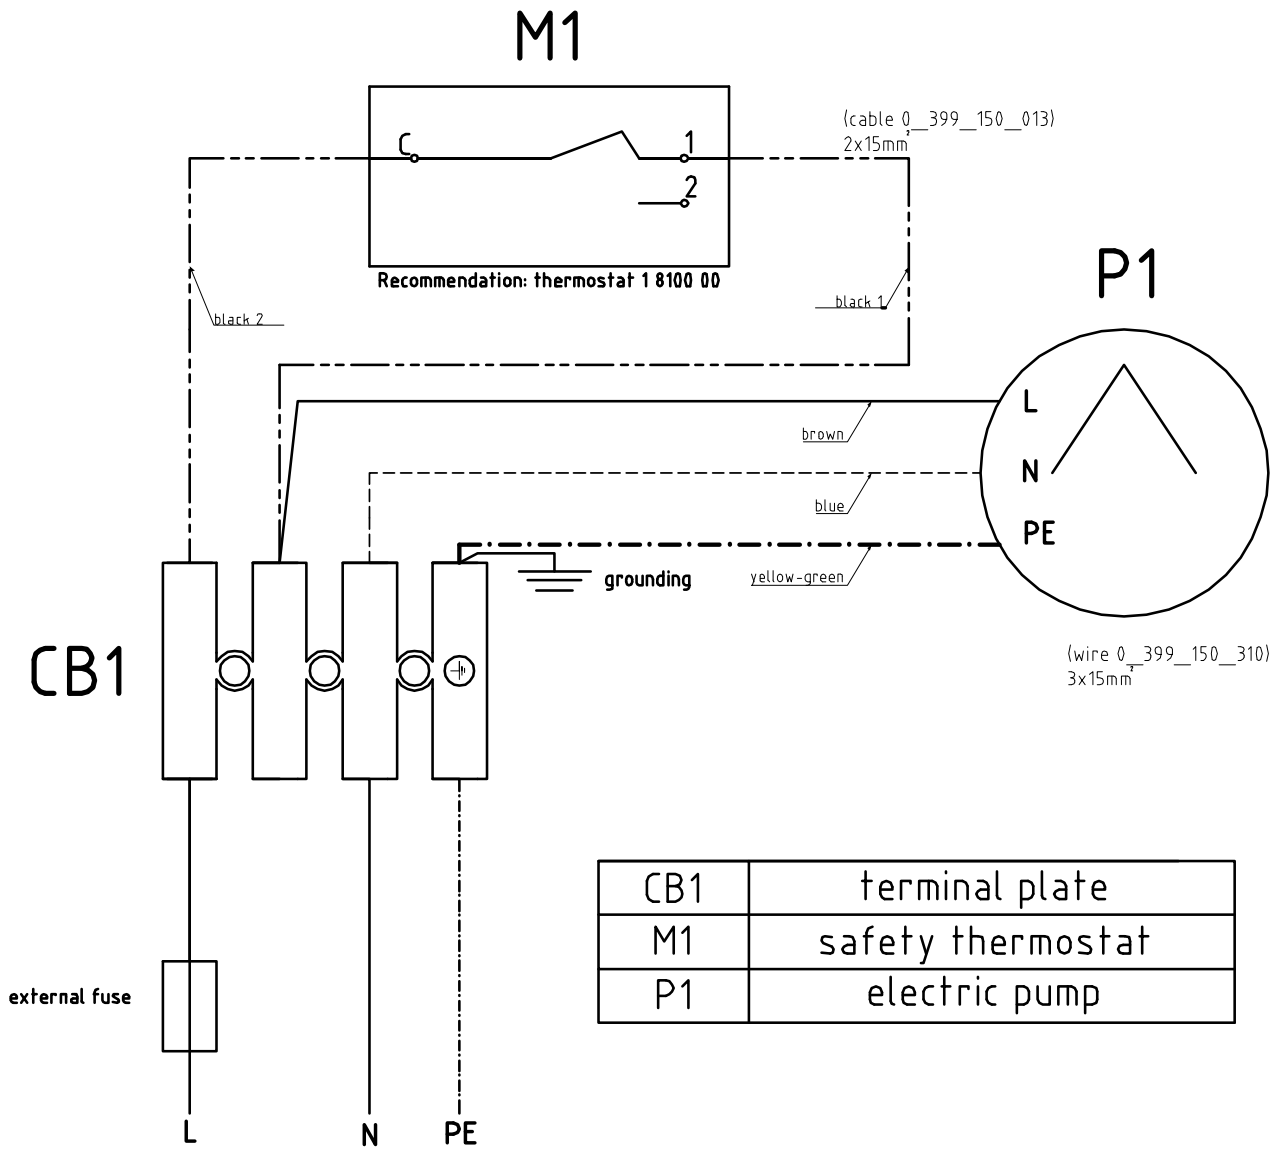 M1
(cable 0__399__150__013)
2x15mm²
C
1
2
Recommendation: thermostat 1 8100 00
black 2
black 1
P1
L
brown
N
blue
PE
yellow-green
grounding
CB1
(wire 0__399__150__310)
3x15mm²
CB1 terminal plate
M1 safety thermostat
P1 electric pump
external fuse
L N PE